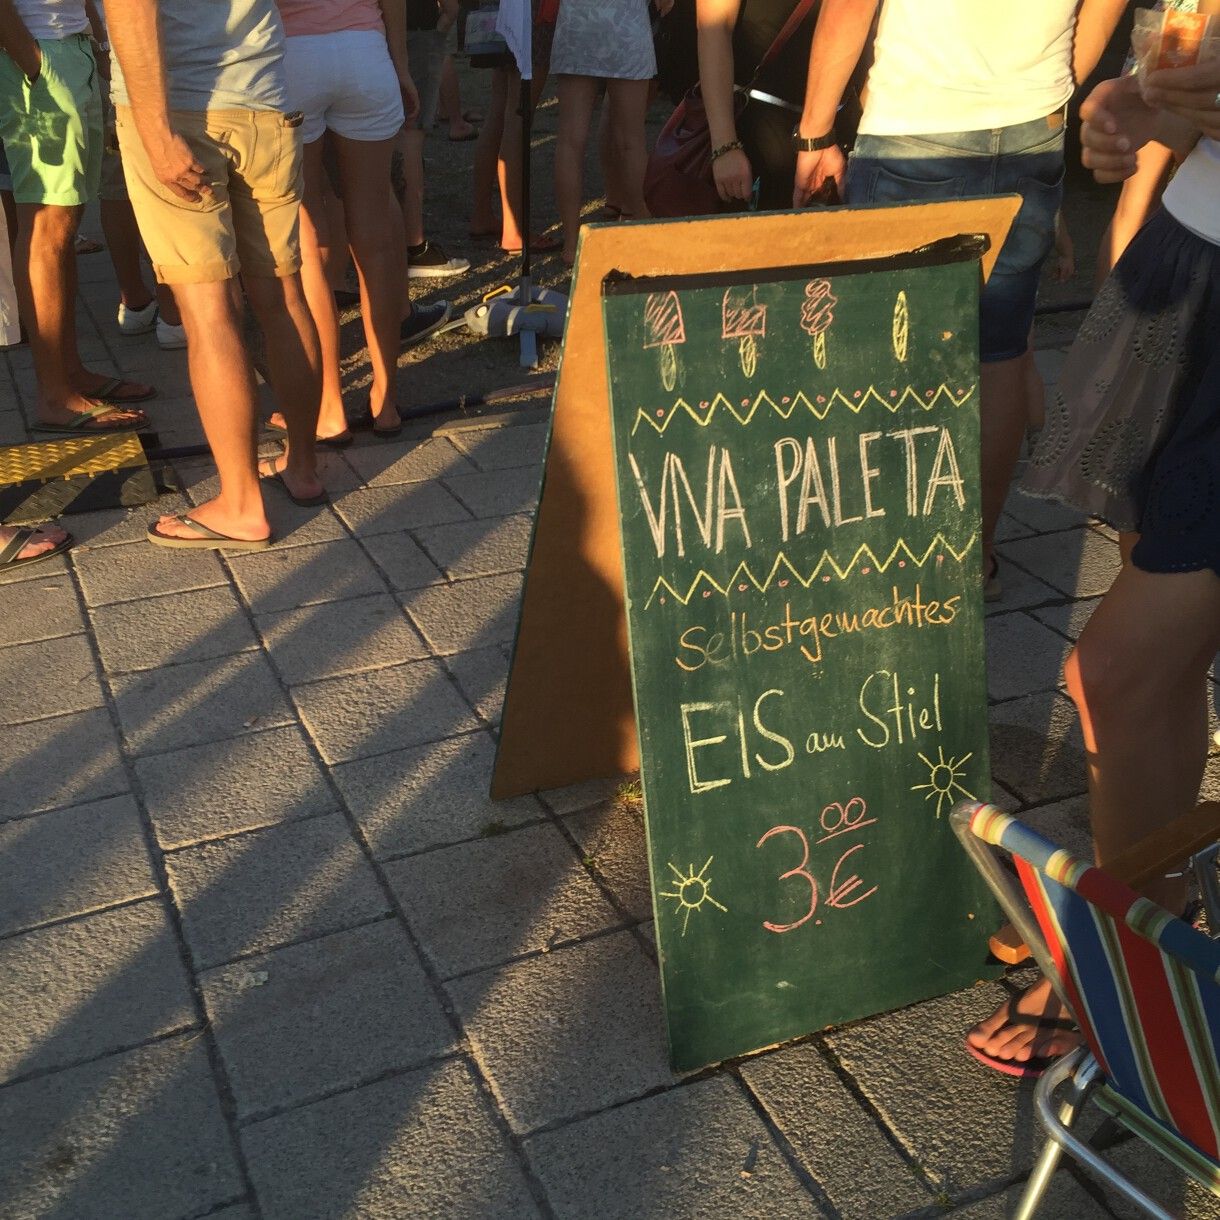 VIVA PALETA
Selbstgemachtes
EIS am Stiel
3.00 €